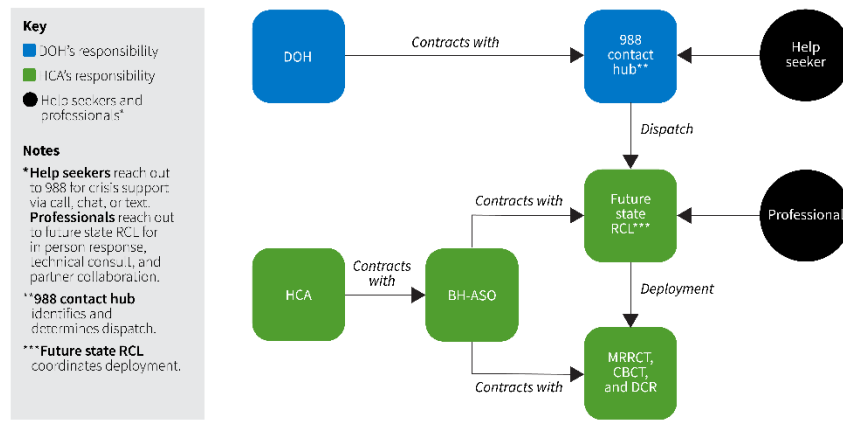 Key
DOH's responsibility
HCA's responsibility
Help seekers and
professionals*
Notes
*Help seekers reach out
to 988 for crisis support
via call, chat, or text.
Professionals reach out
to future state RCL for
in person response,
technical consult, and
partner collaboration.
**988 contact hub
identifies and
determines dispatch.
***Future state RCL
coordinates deployment.
DOH
Contracts with
988
contact
hub**
Help
seeker
Dispatch
Contracts with
Future
state
RCL***
Professional
HCA
Contracts
with
BH-ASO
Deployment
Contracts with
MRRCT,
CBCT,
and DCR